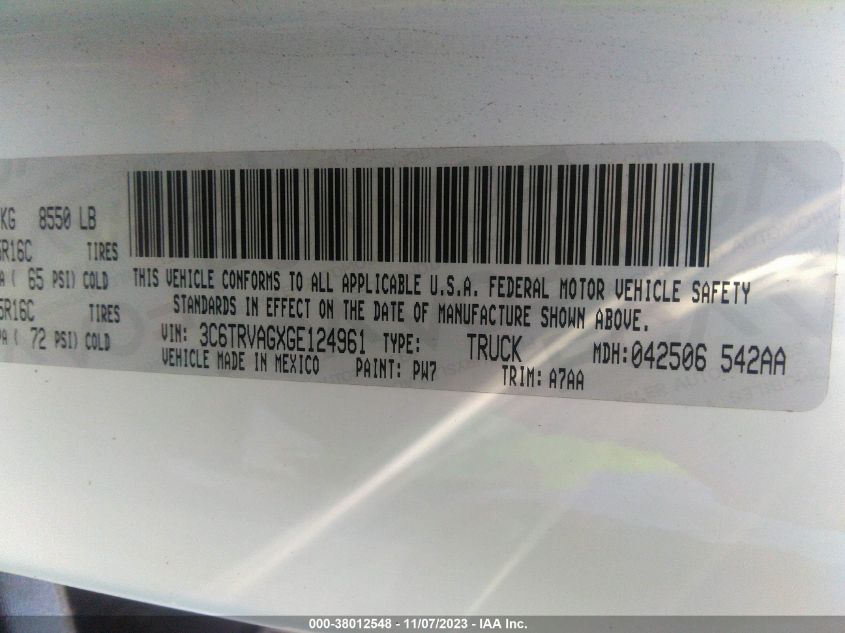 KG 8550 LB
5R16C TIRES
A ( 65 PSI) COLD
5R16C TIRES
PA ( 72 PSI) COLD
THIS VEHICLE CONFORMS TO ALL APPLICABLE U.S.A. FEDERAL MOTOR VEHICLE SAFETY
STANDARDS IN EFFECT ON THE DATE OF MANUFACTURE SHOWN ABOVE.
VIN: 3C6TRVAGXGE124961 TYPE: TRUCK MDH: 042506 542AA
VEHICLE MADE IN MEXICO PAINT: PW7 TRIM: A7AA
000-38012548 - 11/07/2023 - IAA Inc.